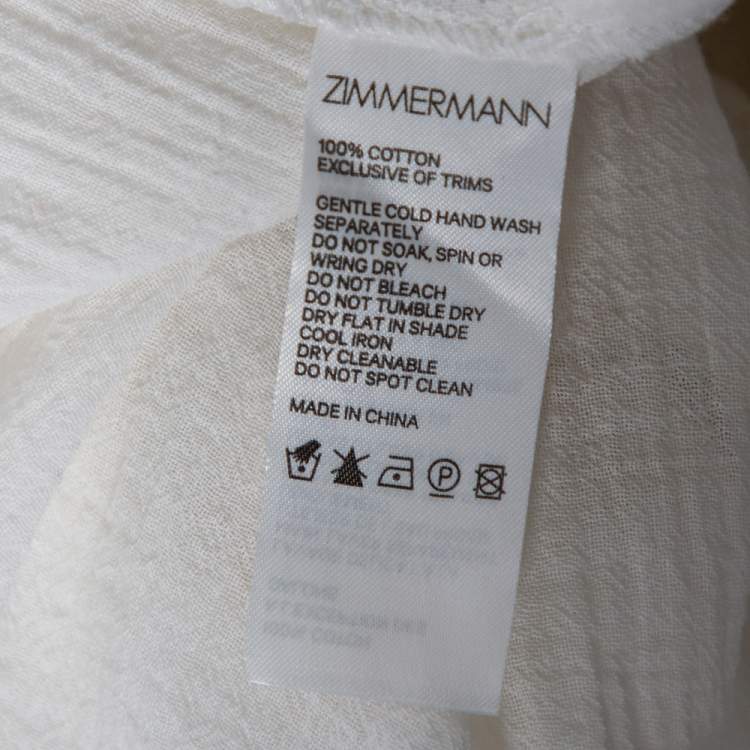 ZIMMERMANN
100% COTTON
EXCLUSIVE OF TRIMS
GENTLE COLD HAND WASH
SEPARATELY
DO NOT SOAK, SPIN OR
WRING DRY
DO NOT BLEACH
DO NOT TUMBLE DRY
DRY FLAT IN SHADE
COOL IRON
DRY CLEANABLE
DO NOT SPOT CLEAN
MADE IN CHINA
P